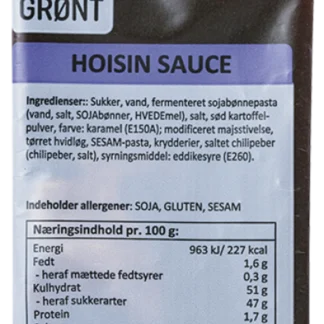 GRØNT
HOISIN SAUCE
Ingredienser:: Sukker, vand, fermenteret sojabønnepasta
(vand, salt, SOJAbønner, HVEDEmel), salt, sød kartoffel-
pulver, farve: karamel (E150A); modificeret majsstivelse,
tørret hvidløg, SESAM-pasta, krydderier, saltet chilipeber
(chilipeber, salt), syrningsmiddel: eddikesyre (E260).
Indeholder allergener: SOJA, GLUTEN, SESAM
Næringsindhold pr. 100 g:
Energi 963 kJ/ 227 kcal
Fedt 1,6 g
- heraf mættede fedtsyrer 0,3 g
Kulhydrat 51 g
- heraf sukkerarter 47 g
Protein 1,7 g